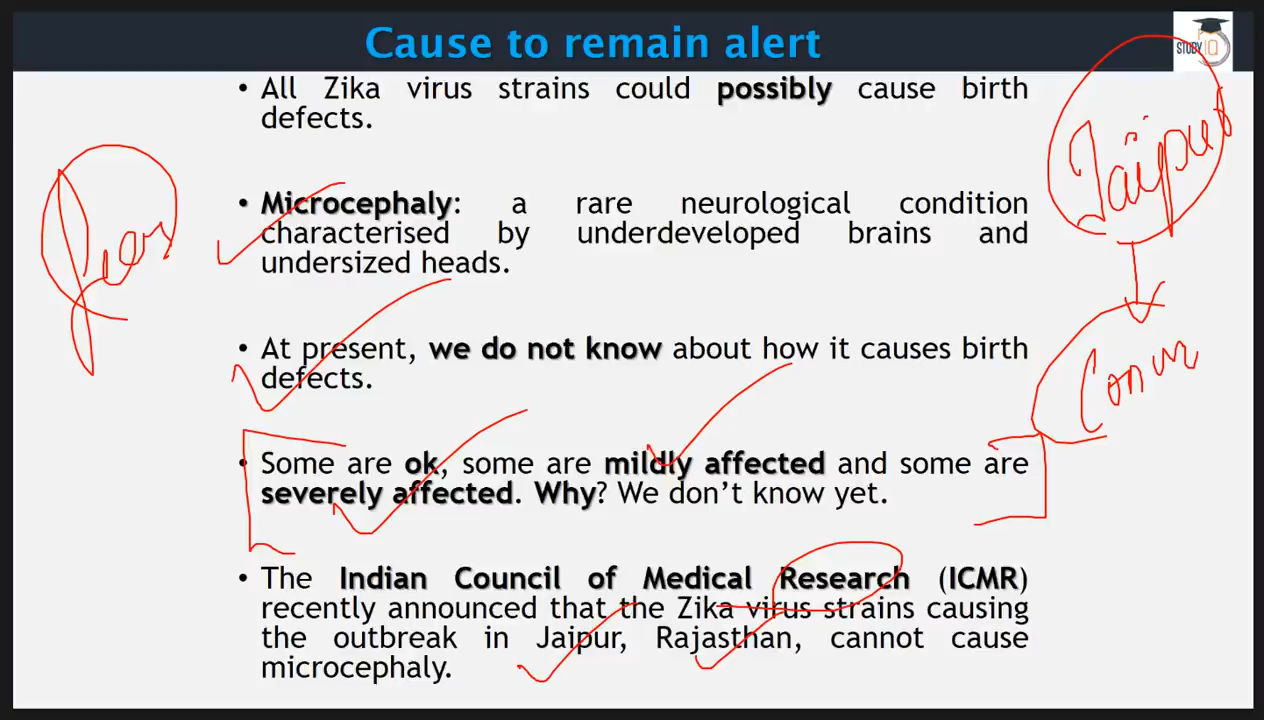 Cause to remain alert
STUDY IQ
• All Zika virus strains could possibly cause birth
defects.
• Microcephaly: a rare neurological condition
characterised by underdeveloped brains and
undersized heads.
• At present, we do not know about how it causes birth
defects.
• Some are ok, some are mildly affected and some are
severely affected. Why? We don't know yet.
• The Indian Council of Medical Research (ICMR)
recently announced that the Zika virus strains causing
the outbreak in Jaipur, Rajasthan, cannot cause
microcephaly.
Jaipur